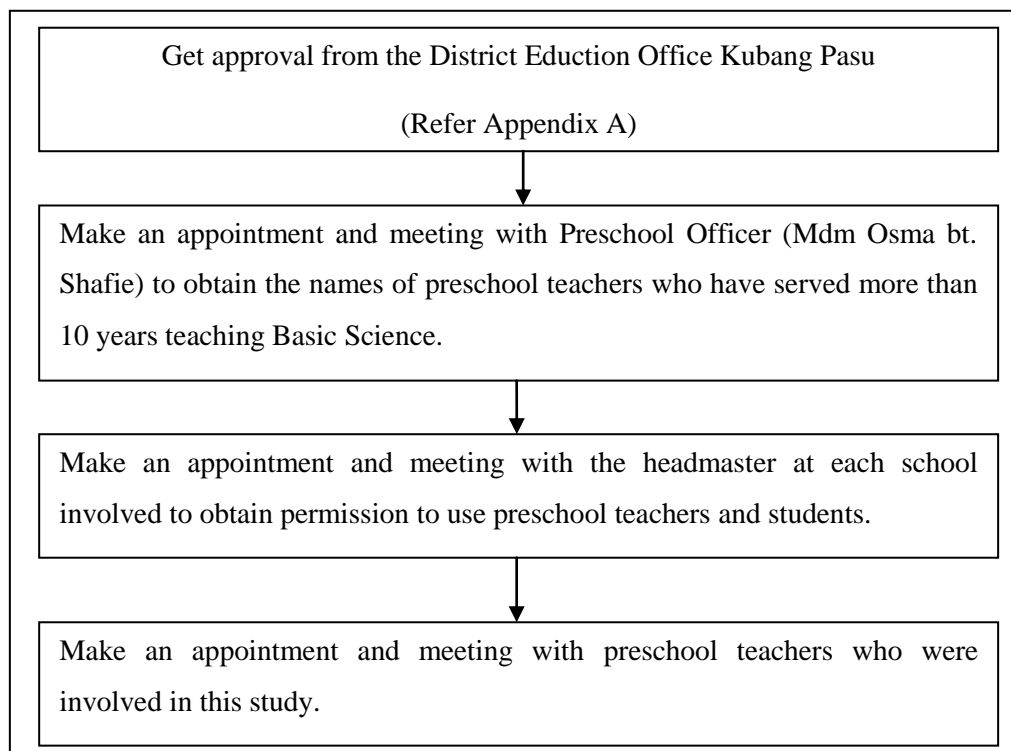 Get approval from the District Eduction Office Kubang Pasu
(Refer Appendix A)
Make an appointment and meeting with Preschool Officer (Mdm Osma bt.
Shafie) to obtain the names of preschool teachers who have served more than
10 years teaching Basic Science.
Make an appointment and meeting with the headmaster at each school
involved to obtain permission to use preschool teachers and students.
Make an appointment and meeting with preschool teachers who were
involved in this study.